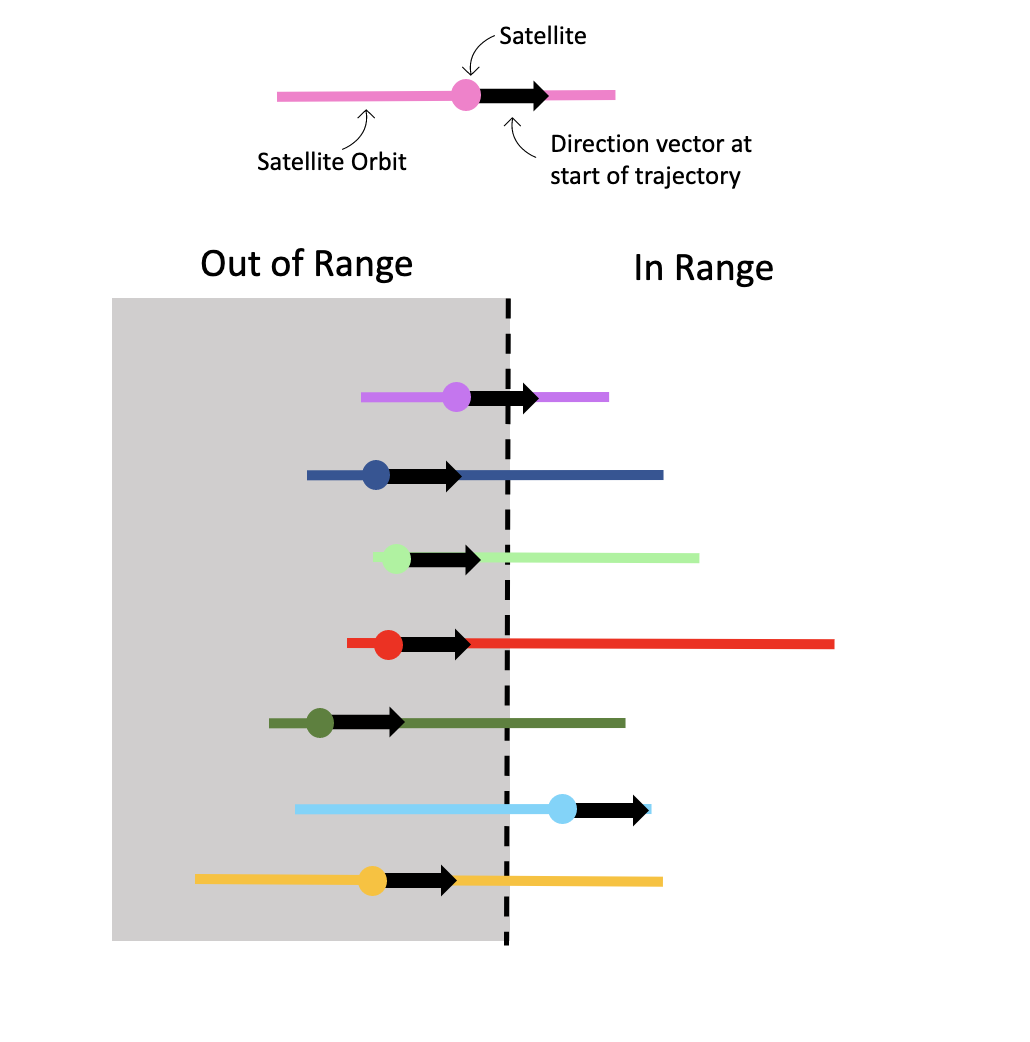 Satellite
Satellite Orbit
Direction vector at
start of trajectory
Out of Range
In Range